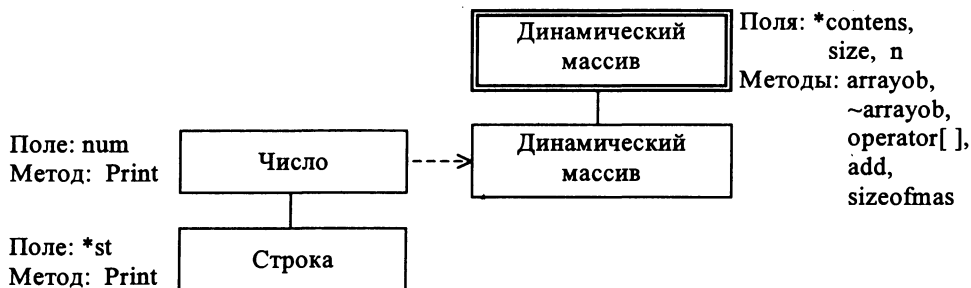 Динамический
массив
Поля: *contens,
size, n
Методы: arrayob,
~arrayob,
operator[ ],
add,
sizeofmas
Поле: num
Метод: Print
Число
Динамический
массив
Поле: *st
Метод: Print
Строка